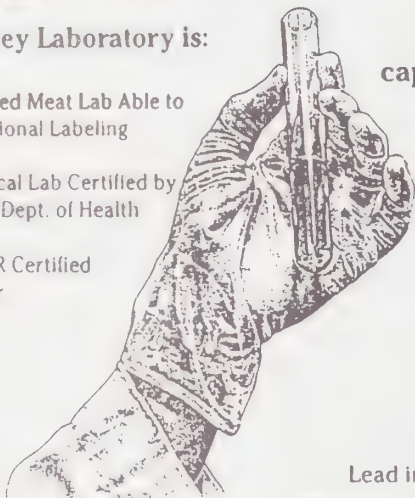 ey Laboratory is:
cap
ed Meat Lab Able to
ional Labeling
cal Lab Certified by
Dept. of Health
R Certified
Lead in